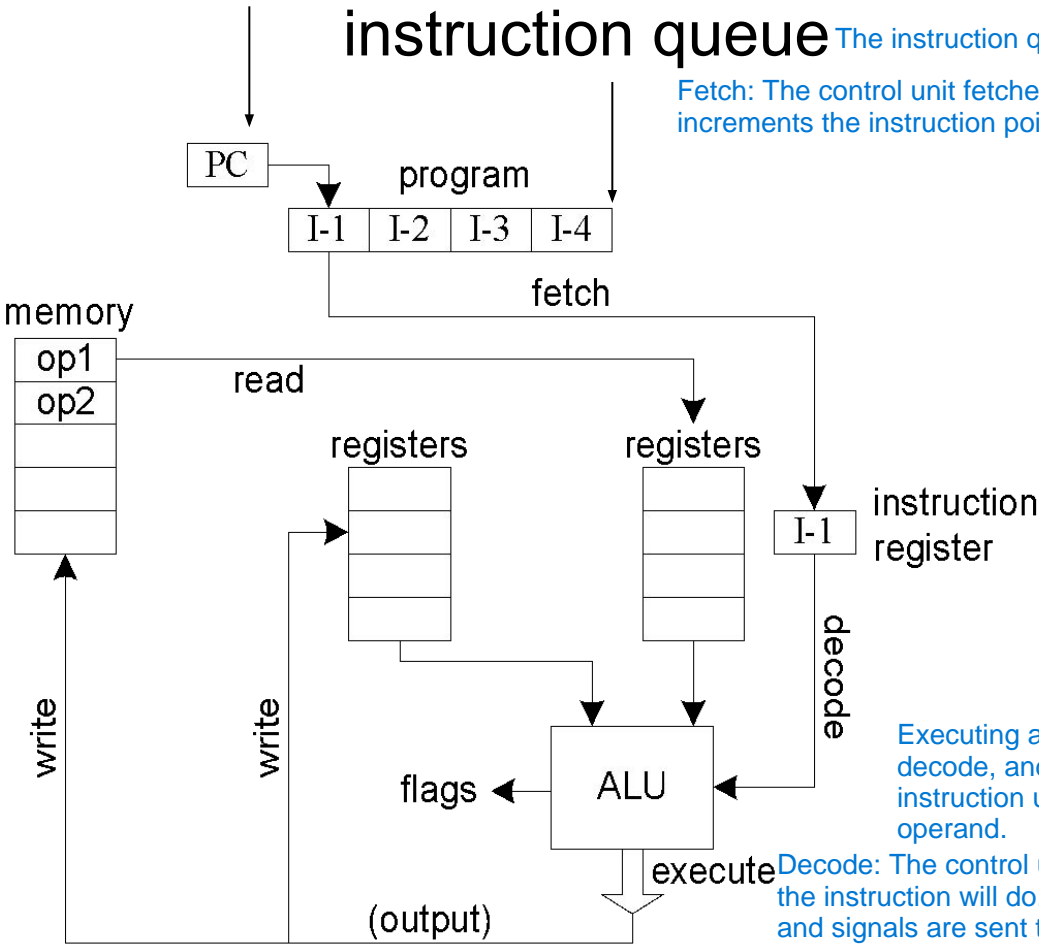 instruction queue
The instruction
Fetch: The control unit
increments the instruction
PC
program
I-1 I-2 I-3 I-4
fetch
memory
op1
op2
read
registers
registers
instruction
register
I-1
decode
write
write
flags
ALU
Executing
decode, and
instruction
operand.
execute
Decode: The control
the instruction will do
and signals are sent
(output)